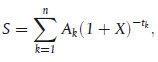 S = \sum_{k=1}^{n} A_k(1 + X)^{-t_k},